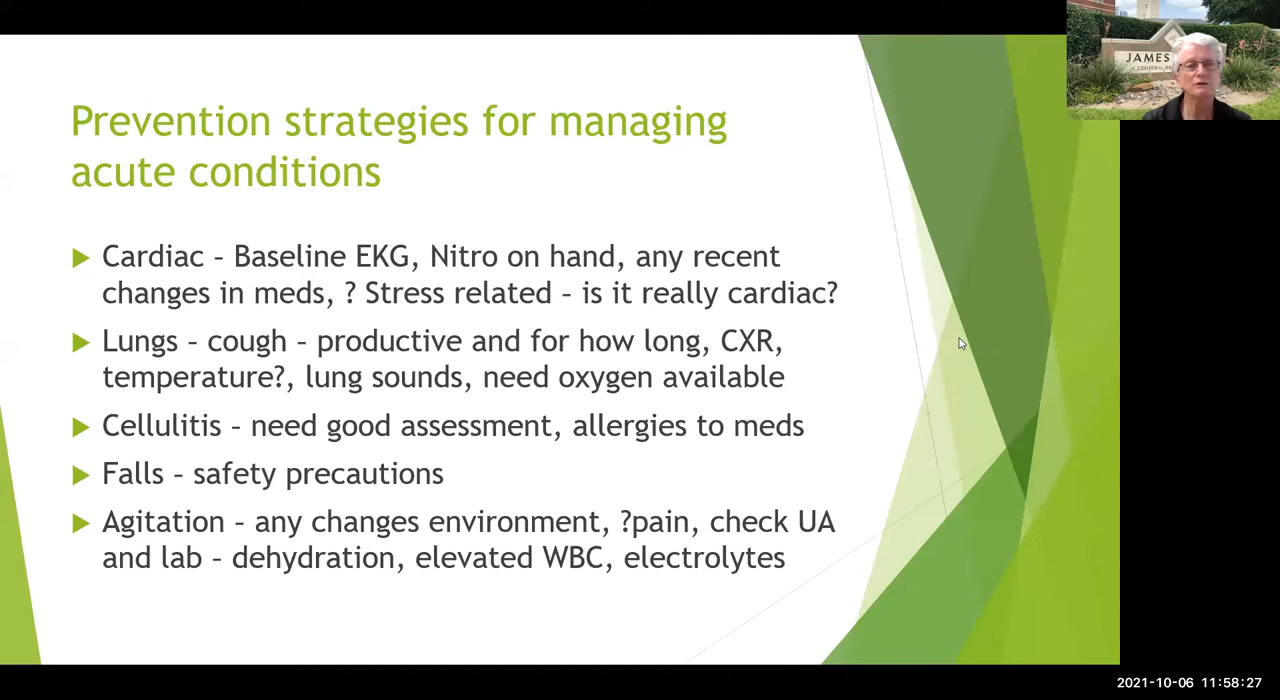 Prevention strategies for managing
acute conditions
Cardiac – Baseline EKG, Nitro on hand, any recent
changes in meds, ? Stress related – is it really cardiac?
Lungs – cough – productive and for how long, CXR,
temperature?, lung sounds, need oxygen available
Cellulitis – need good assessment, allergies to meds
Falls – safety precautions
Agitation – any changes environment, ?pain, check UA
and lab – dehydration, elevated WBC, electrolytes
JAMES
2021-10-06 11:58:27